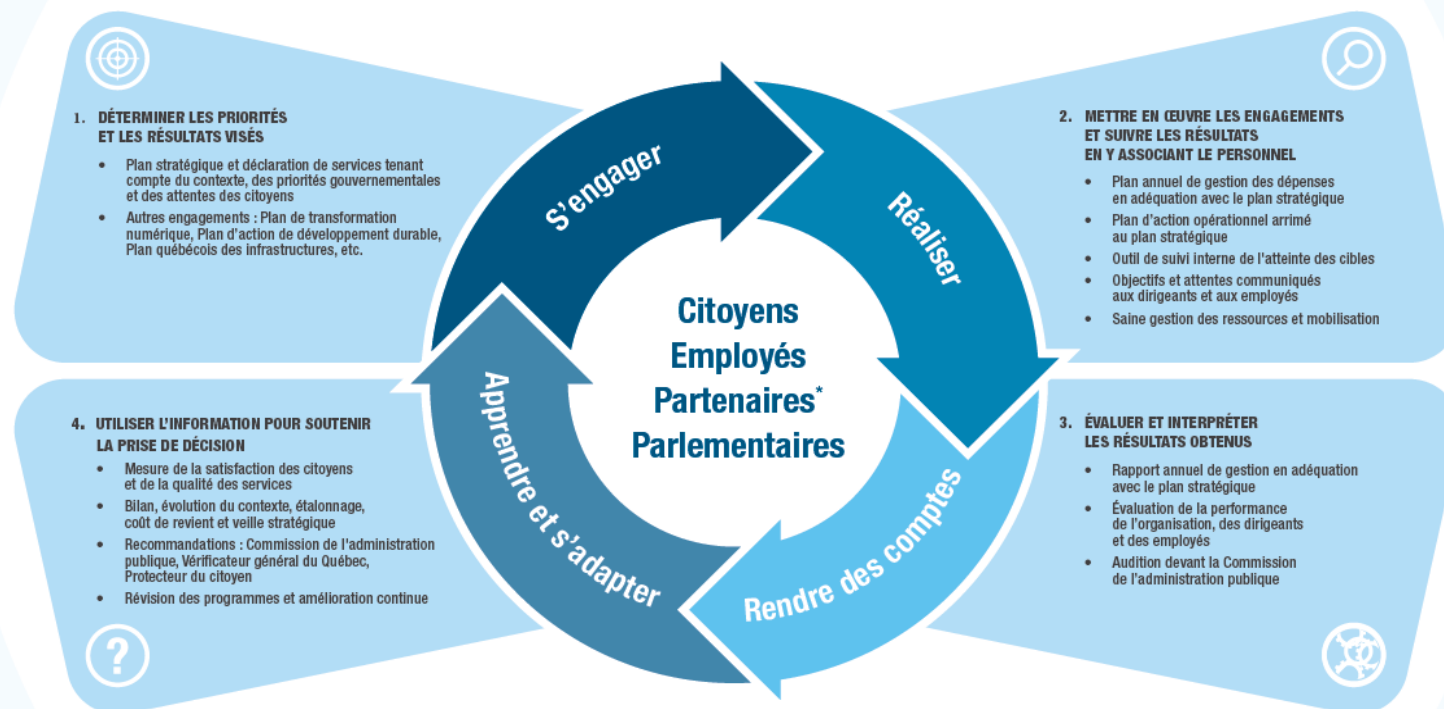 1. DÉTERMINER LES PRIORITÉS
ET LES RÉSULTATS VISÉS
• Plan stratégique et déclaration de services tenant
compte du contexte, des priorités gouvernementales
et des attentes des citoyens
• Autres engagements : Plan de transformation
numérique, Plan d'action de développement durable,
Plan québécois des infrastructures, etc.
S'engager
Réaliser
2. METTRE EN ŒUVRE LES ENGAGEMENTS
ET SUIVRE LES RÉSULTATS
EN Y ASSOCIANT LE PERSONNEL
• Plan annuel de gestion des dépenses
en adéquation avec le plan stratégique
• Plan d'action opérationnel arrimé
au plan stratégique
• Outil de suivi interne de l'atteinte des cibles
• Objectifs et attentes communiqués
aux dirigeants et aux employés
• Saine gestion des ressources et mobilisation
Citoyens
Employés
Partenaires*
Parlementaires
3. ÉVALUER ET INTERPRÉTER
LES RÉSULTATS OBTENUS
• Rapport annuel de gestion en adéquation
avec le plan stratégique
• Évaluation de la performance
de l'organisation, des dirigeants
et des employés
• Audition devant la Commission
de l'administration publique
Rendre des comptes
Apprendre et s'adapter
4. UTILISER L'INFORMATION POUR SOUTENIR
LA PRISE DE DÉCISION
• Mesure de la satisfaction des citoyens
et de la qualité des services
• Bilan, évolution du contexte, étalonnage,
coût de revient et veille stratégique
• Recommandations : Commission de l'administration
publique, Vérificateur général du Québec,
Protecteur du citoyen
• Révision des programmes et amélioration continue
?